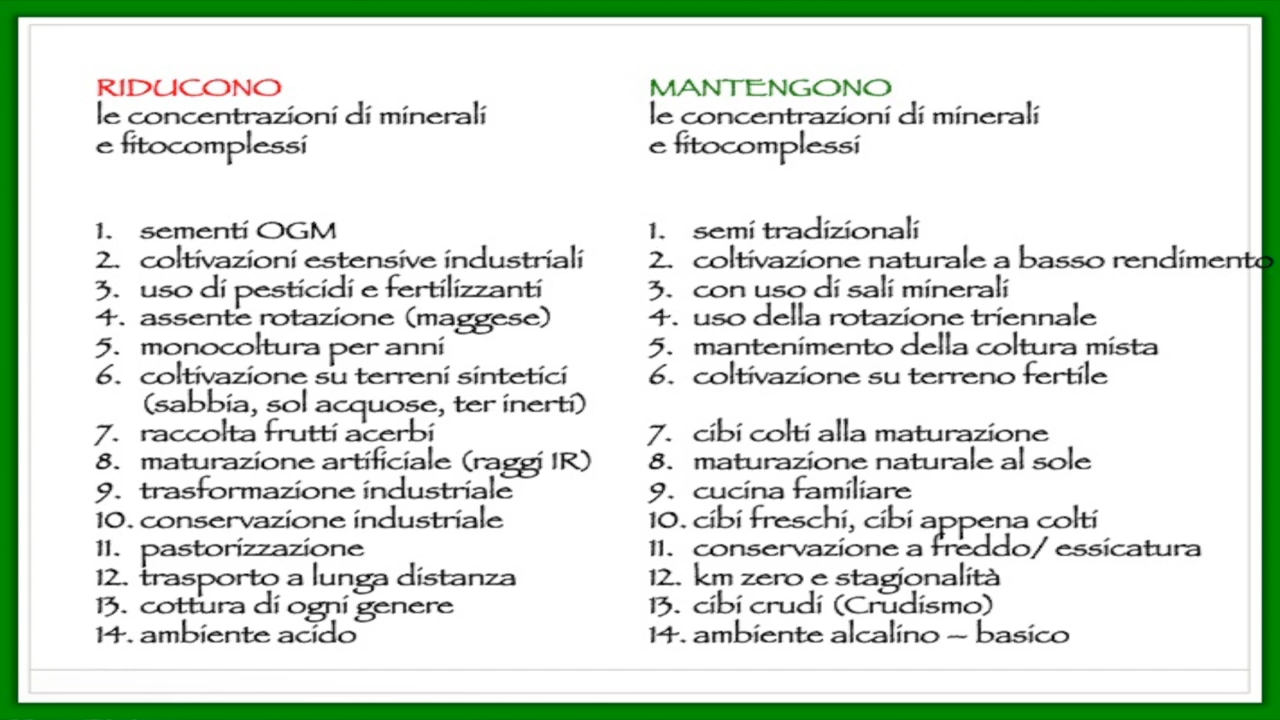 RIDUCONO
le concentrazioni di minerali
e fitocomplessi
1. sementi OGM
2. coltivazioni estensive industriali
3. uso di pesticidi e fertilizzanti
4. assente rotazione (maggese)
5. monocoltura per anni
6. coltivazione su terreni sintetici
(sabbia, sol acquose, ter inerti)
7. raccolta frutti acerbi
8. maturazione artificiale (raggi IR)
9. trasformazione industriale
10. conservazione industriale
11. pastorizzazione
12. trasporto a lunga distanza
13. cottura di ogni genere
14. ambiente acido
MANTENGONO
le concentrazioni di minerali
e fitocomplessi
1. semi tradizionali
2. coltivazione naturale a basso rendimento
3. con uso di sali minerali
4. uso della rotazione triennale
5. mantenimento della coltura mista
6. coltivazione su terreno fertile
7. cibi colti alla maturazione
8. maturazione naturale al sole
9. cucina familiare
10. cibi freschi, cibi appena colti
11. conservazione a freddo/ essicatura
12. km zero e stagionalità
13. cibi crudi (Crudismo)
14. ambiente alcalino – basico